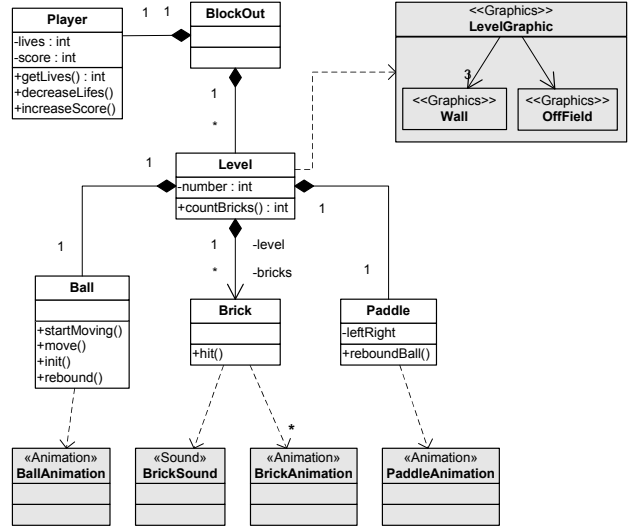 Player
-lives : int
-score : int
+getLives() : int
+decreaseLifes()
+increaseScore()
1 1
BlockOut
1
*
<<Graphics>>
LevelGraphic
3
<<Graphics>>
Wall
<<Graphics>>
OffField
Level
-number : int
+countBricks() : int
1
1
1
1
1 -level
* -bricks
Ball
+startMoving()
+move()
+init()
+rebound()
Brick
+hit()
Paddle
-leftRight
+reboundBall()
*
«Animation»
BallAnimation
«Sound»
BrickSound
«Animation»
BrickAnimation
«Animation»
PaddleAnimation